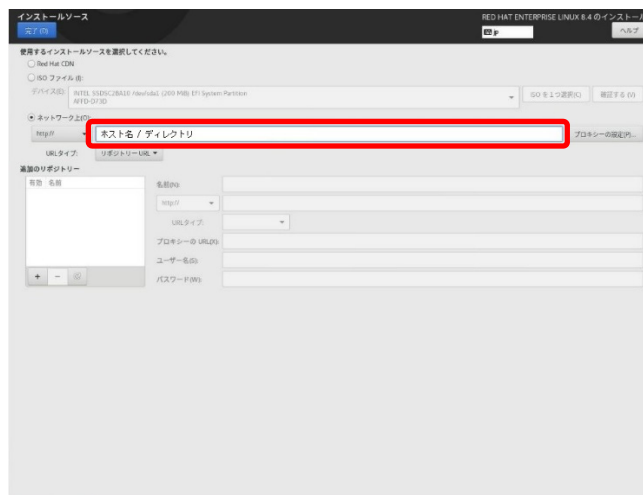 インストールソース
RED HAT ENTERPRISE LINUX 8.4 のインストール
完了(D)
jp
ヘルプ
使用するインストールソースを選択してください。
Red Hat CDN
ISO ファイル (I):
デバイス(E):
INTEL (200 MiB) EFI System Partition
ISO を1つ選択(C)
検証する (V)
ネットワーク上(O):
http://
ホスト名 / ディレクトリ
プロキシーの設定(P)...
URLタイプ:
リポジトリー URL
追加のリポジトリー
有効 名前
名前(N):
http://
URLタイプ:
プロキシーの URL(X):
ユーザー名(S):
パスワード(W):